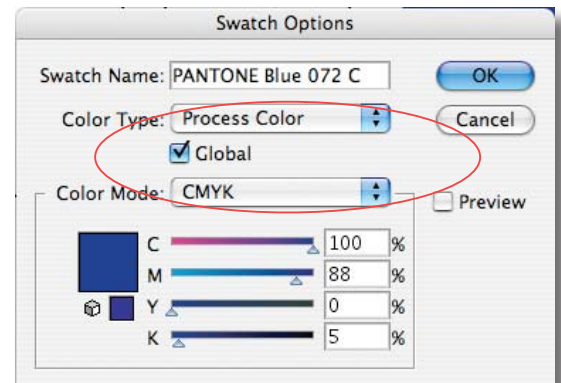 Swatch Options
Swatch Name: PANTONE Blue 072 C OK
Color Type: Process Color Cancel
Global
Color Mode: CMYK Preview
C 100 %
M 88 %
Y 0 %
K 5 %